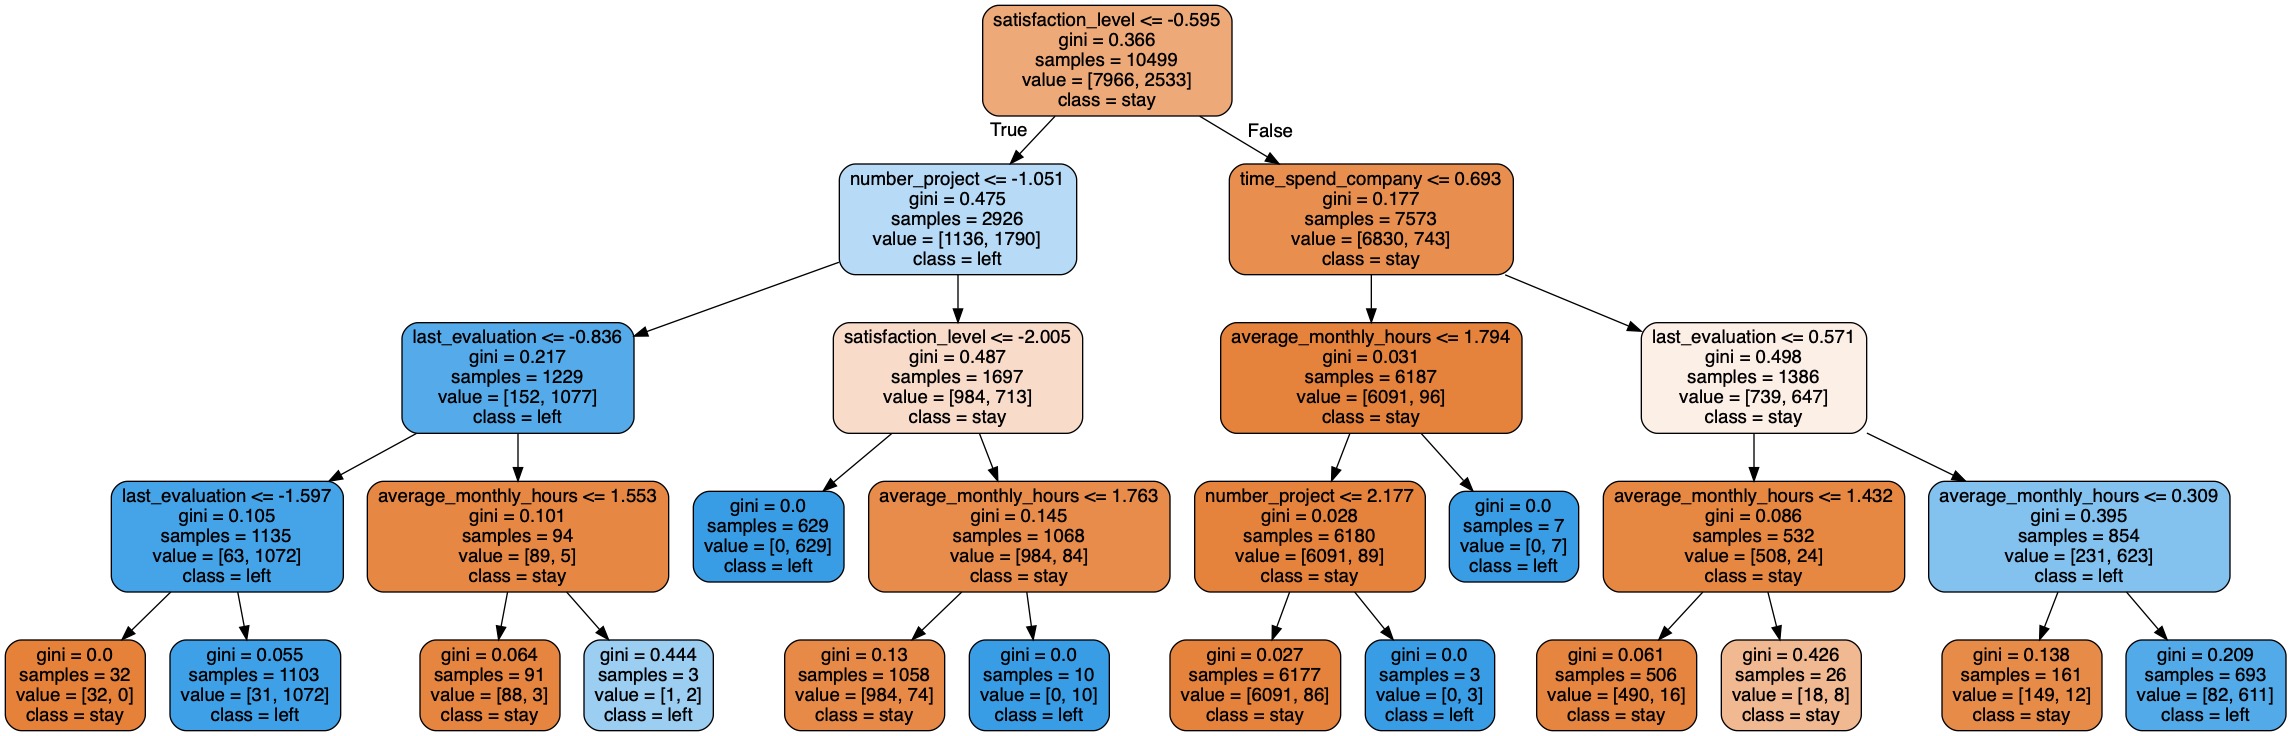 satisfaction_level <= -0.595
gini = 0.366
samples = 10499
value = [7966, 2533]
class = stay
True
False
number_project <= -1.051
gini = 0.475
samples = 2926
value = [1136, 1790]
class = left
time_spend_company <= 0.693
gini = 0.177
samples = 7573
value = [6830, 743]
class = stay
last_evaluation <= -0.836
gini = 0.217
samples = 1229
value = [152, 1077]
class = left
satisfaction_level <= -2.005
gini = 0.487
samples = 1697
value = [984, 713]
class = stay
average_monthly_hours <= 1.794
gini = 0.031
samples = 6187
value = [6091, 96]
class = stay
last_evaluation <= 0.571
gini = 0.498
samples = 1386
value = [739, 647]
class = stay
last_evaluation <= -1.597
gini = 0.105
samples = 1135
value = [63, 1072]
class = left
average_monthly_hours <= 1.553
gini = 0.101
samples = 94
value = [89, 5]
class = stay
gini = 0.0
samples = 629
value = [0, 629]
class = left
average_monthly_hours <= 1.763
gini = 0.145
samples = 1068
value = [984, 84]
class = stay
number_project <= 2.177
gini = 0.028
samples = 6180
value = [6091, 89]
class = stay
gini = 0.0
samples = 7
value = [0, 7]
class = left
average_monthly_hours <= 1.432
gini = 0.086
samples = 532
value = [508, 24]
class = stay
average_monthly_hours <= 0.309
gini = 0.395
samples = 854
value = [231, 623]
class = left
gini = 0.0
samples = 32
value = [32, 0]
class = stay
gini = 0.055
samples = 1103
value = [31, 1072]
class = left
gini = 0.064
samples = 91
value = [88, 3]
class = stay
gini = 0.444
samples = 3
value = [1, 2]
class = left
gini = 0.13
samples = 1058
value = [984, 74]
class = stay
gini = 0.0
samples = 10
value = [0, 10]
class = left
gini = 0.027
samples = 6177
value = [6091, 86]
class = stay
gini = 0.0
samples = 3
value = [0, 3]
class = left
gini = 0.061
samples = 506
value = [490, 16]
class = stay
gini = 0.426
samples = 26
value = [18, 8]
class = stay
gini = 0.138
samples = 161
value = [149, 12]
class = stay
gini = 0.209
samples = 693
value = [82, 611]
class = left